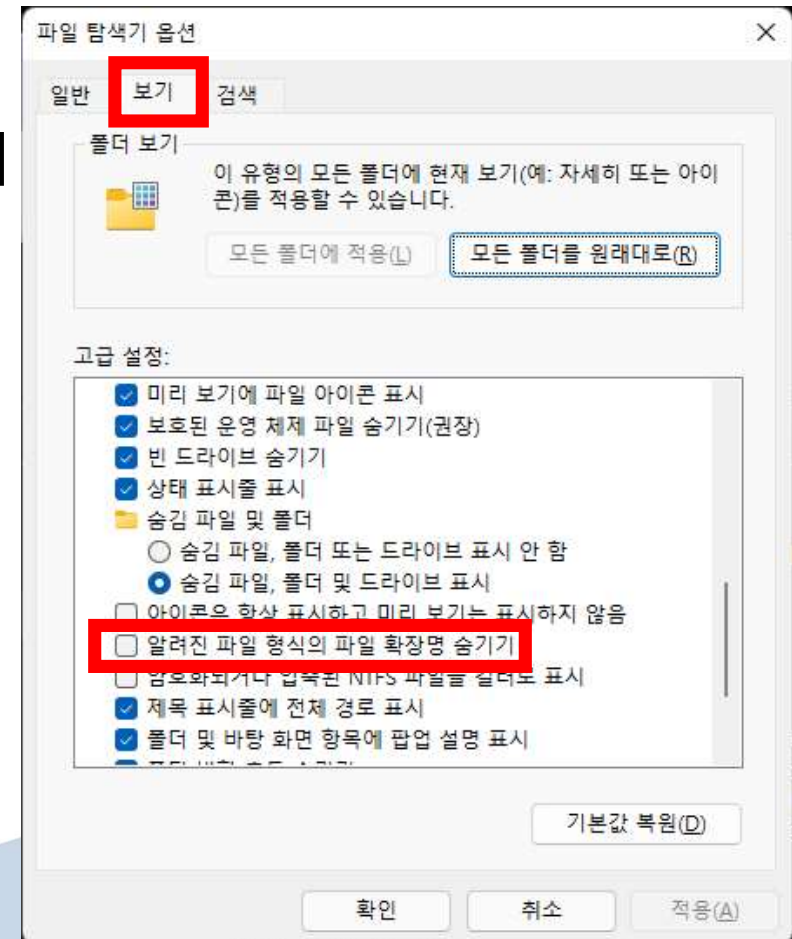 파일 탐색기 옵션
일반 보기 검색
폴더 보기
이 유형의 모든 폴더에 현재 보기(예: 자세히 또는 아이
콘)를 적용할 수 있습니다.
모든 폴더에 적용(L) 모든 폴더를 원래대로(R)
고급 설정:
미리 보기에 파일 아이콘 표시
보호된 운영 체제 파일 숨기기(권장)
빈 드라이브 숨기기
상태 표시줄 표시
숨김 파일 및 폴더
숨김 파일, 폴더 또는 드라이브 표시 안 함
숨김 파일, 폴더 및 드라이브 표시
아이콘은 항상 표시하고 미리 보기는 표시하지 않음
알려진 파일 형식의 파일 확장명 숨기기
암호화되거나 압축된 NTFS 파일을 컬러로 표시
제목 표시줄에 전체 경로 표시
폴더 및 바탕 화면 항목에 팝업 설명 표시
기본값 복원(D)
확인 취소 적용(A)